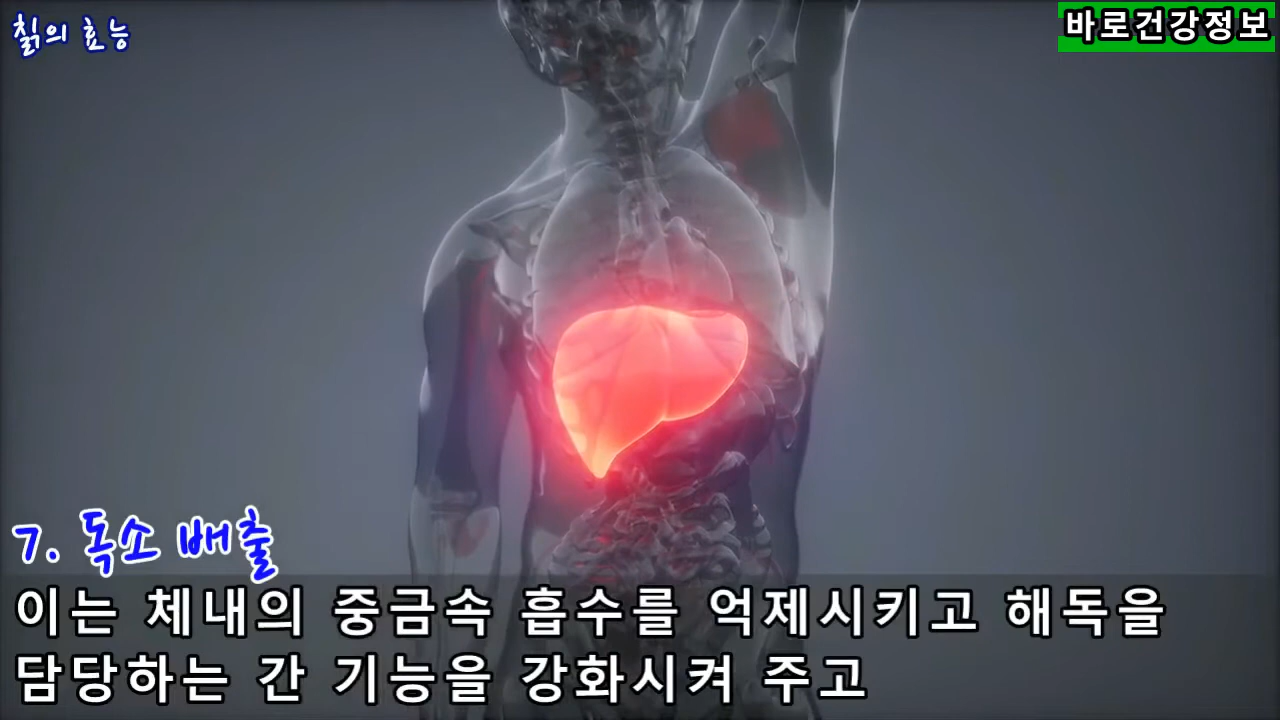 칡의 효능
바로건강정보
7. 독소 배출
이는 체내의 중금속 흡수를 억제시키고 해독을
담당하는 간 기능을 강화시켜 주고